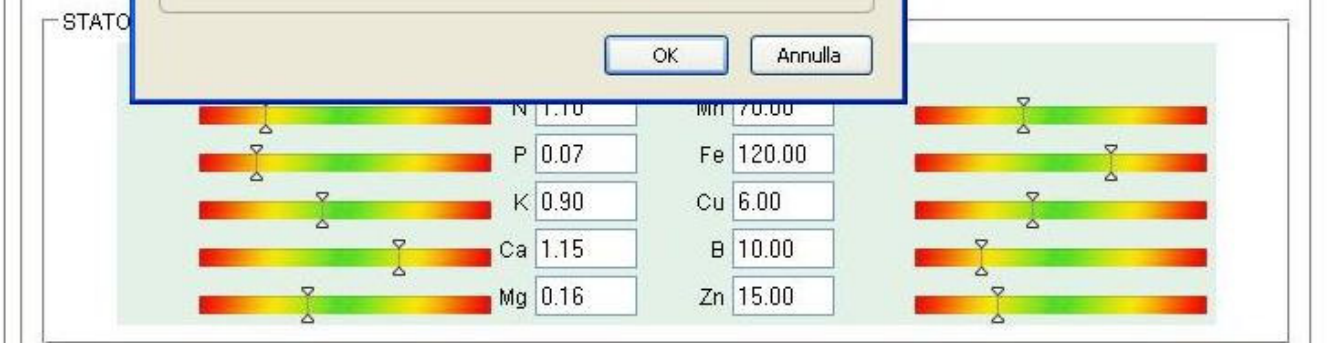 STATO
OK Annulla
N 1.10 Mn 70.00
P 0.07 Fe 120.00
K 0.90 Cu 6.00
Ca 1.15 B 10.00
Mg 0.16 Zn 15.00